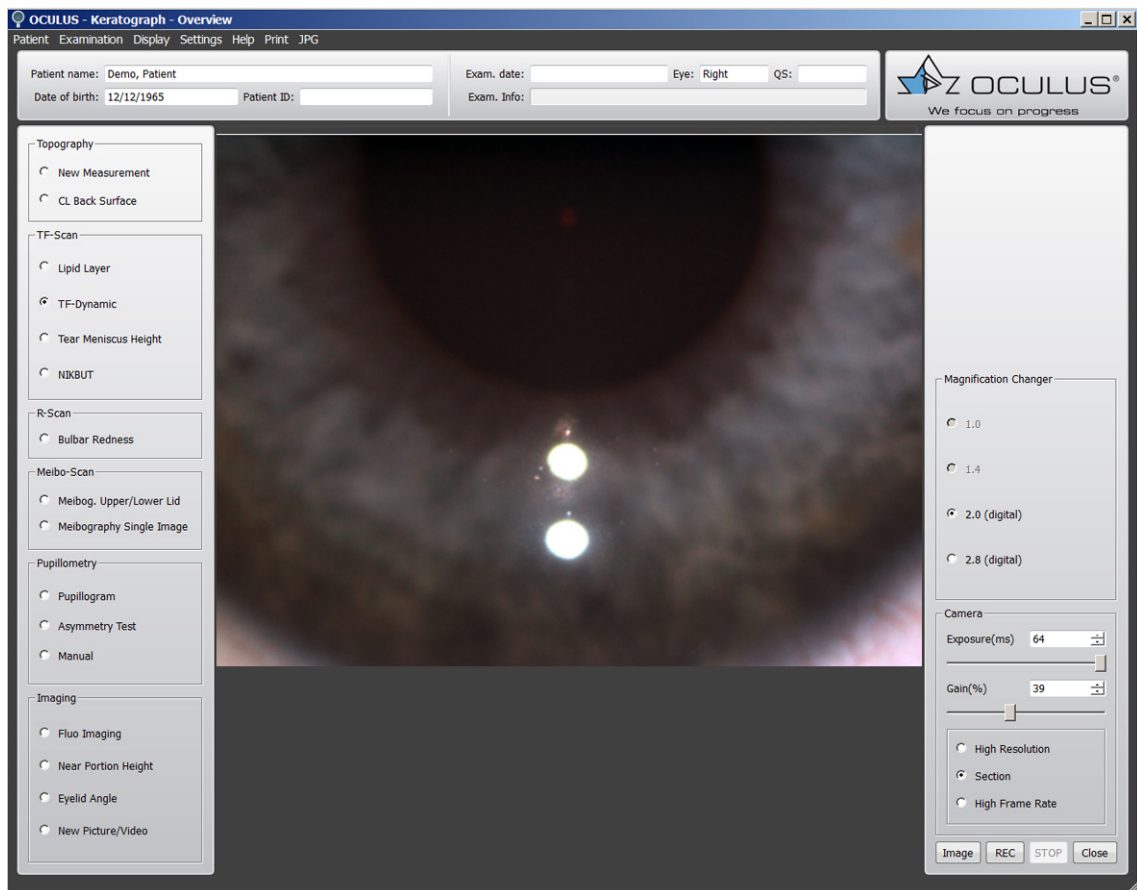 OCULUS - Keratograph - Overview
Patient Examination Display Settings Help Print JPG
Patient name: Demo, Patient
Date of birth: 12/12/1965 Patient ID:
Exam. date: Eye: Right QS:
Exam. Info:
OCULUS®
We focus on progress
Topography
New Measurement
CL Back Surface
TF-Scan
Lipid Layer
TF-Dynamic
Tear Meniscus Height
NIKBUT
R-Scan
Bulbar Redness
Meibo-Scan
Meibog. Upper/Lower Lid
Meibography Single Image
Pupillometry
Pupillogram
Asymmetry Test
Manual
Imaging
Fluo Imaging
Near Portion Height
Eyelid Angle
New Picture/Video
Magnification Changer
1.0
1.4
2.0 (digital)
2.8 (digital)
Camera
Exposure(ms) 64
Gain(%) 39
High Resolution
Section
High Frame Rate
Image REC STOP Close